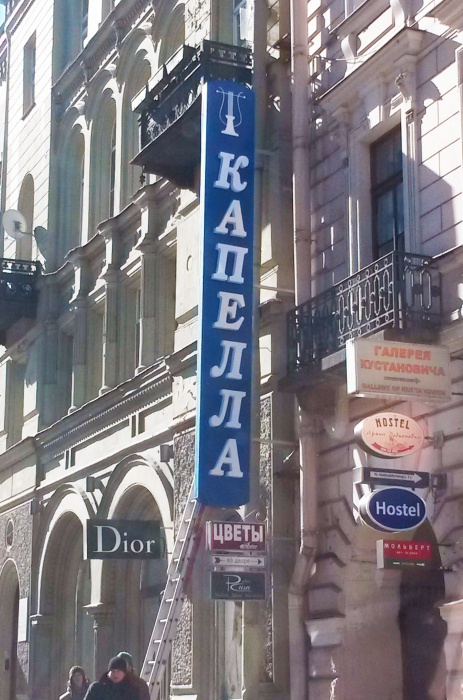 КАПЕЛЛА
ГАЛЕРЕЯ
КУСТАНОВИЧА
HOSTEL
Hostel
МОЛЬБЕРТ
Dior
ЦВЕТЫ